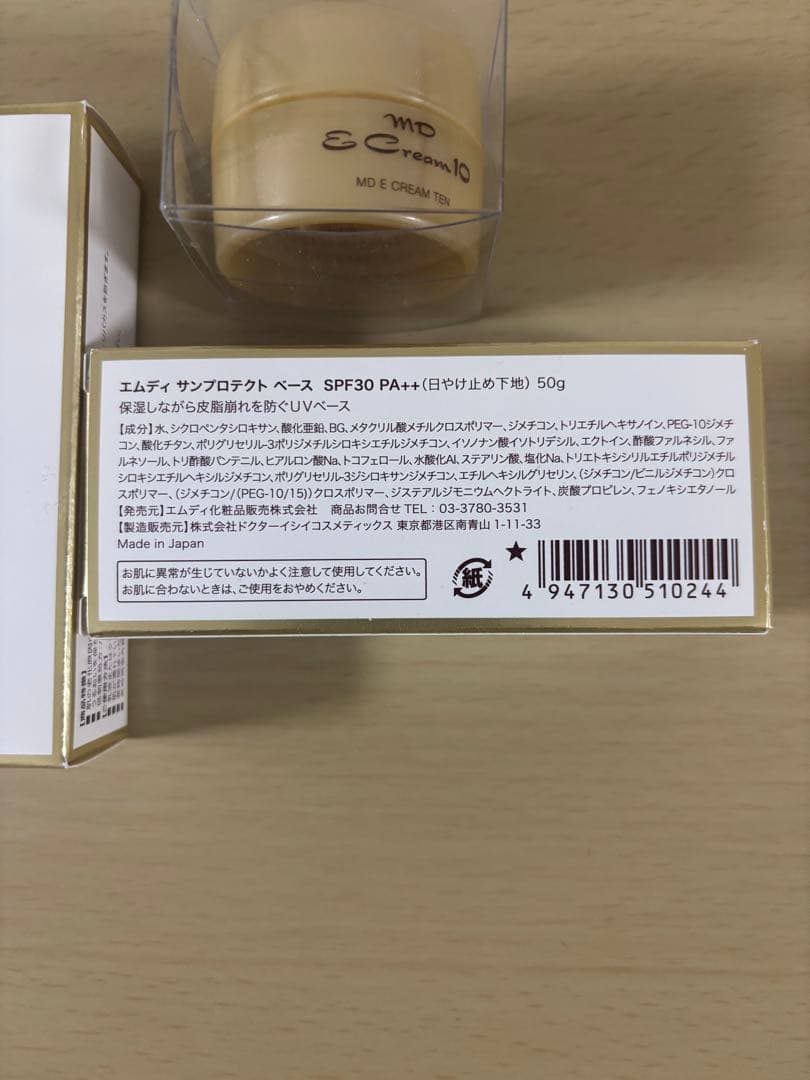 MD
E Cream 10
MD E CREAM TEN
エムディ サンプロテクト ベース SPF30 PA++(日やけ止め下地) 50g
保湿しながら皮脂崩れを防ぐUVベース
【成分】水、シクロペンタシロキサン、酸化亜鉛、BG、メタクリル酸メチルクロスポリマー、ジメチコン、トリエチルヘキサノイン、PEG-10ジメチ
コン、酸化チタン、ポリグリセリル-3ポリジメチルシロキシエチルジメチコン、イソノナン酸イソトリデシル、エクトイン、酢酸ファルネシル、ファ
ルネソール、トリ酢酸パンテニル、ヒアルロン酸Na、トコフェロール、水酸化Al、ステアリン酸、塩化Na、トリエトキシシリルエチルポリジメチル
シロキシエチルヘキシルジメチコン、ポリグリセリル-3ジシロキサンジメチコン、エチルヘキシルグリセリン、(ジメチコン/ビニルジメチコン)クロ
スポリマー、(ジメチコン/(PEG-10/15))クロスポリマー、ジステアルジモニウムヘクトライト、炭酸プロピレン、フェノキシエタノール
【発売元】エムディ化粧品販売株式会社 商品お問合せTEL:03-3780-3531
【製造販売元】株式会社ドクターイシイコスメティックス 東京都港区南青山1-11-33
Made in Japan
お肌に異常が生じていないかよく注意して使用してください。
お肌に合わないときは、ご使用をおやめください。
紙
★
4 947130 510244